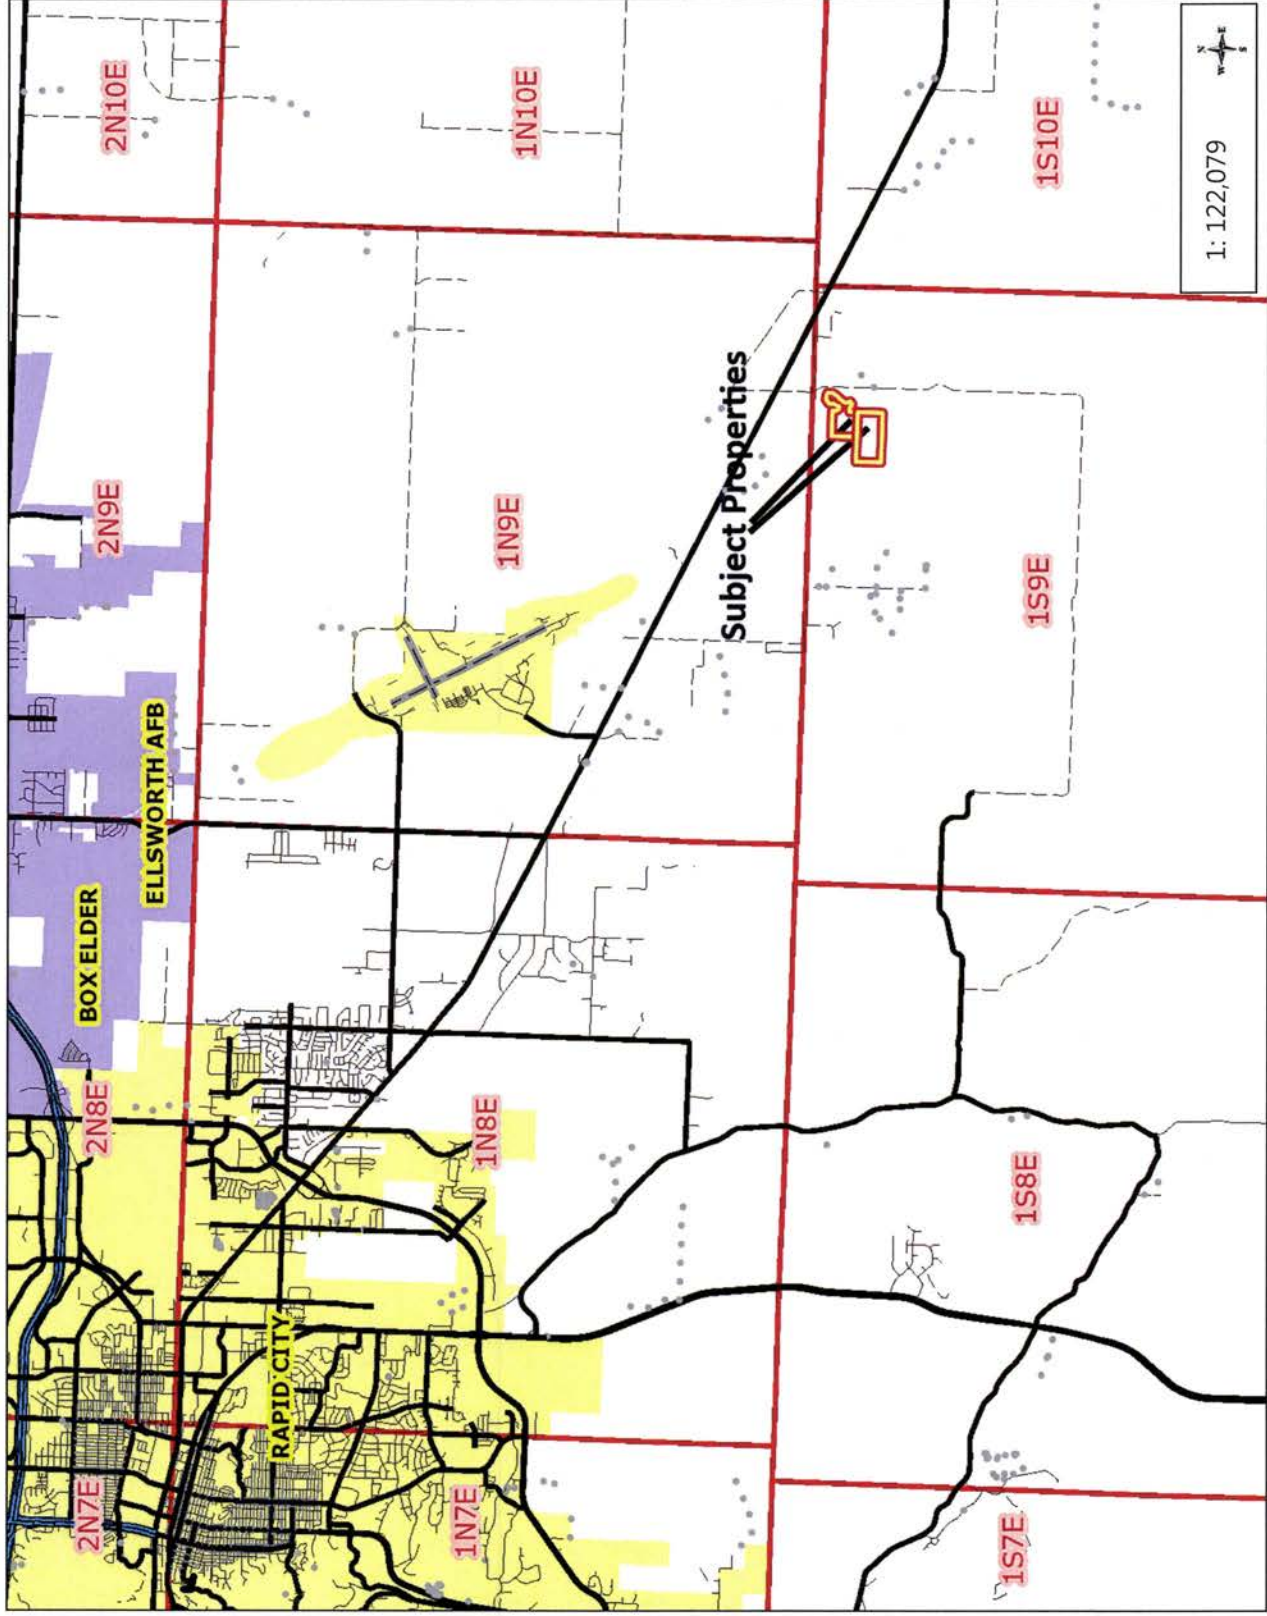 2N7E
2N8E
BOX ELDER
ELLSWORTH AFB
2N9E
2N10E
RAPID CITY
1N7E
1N8E
1N9E
1N10E
Subject Properties
1S7E
1S8E
1S9E
1S10E
1: 122,079
N
W
E
S